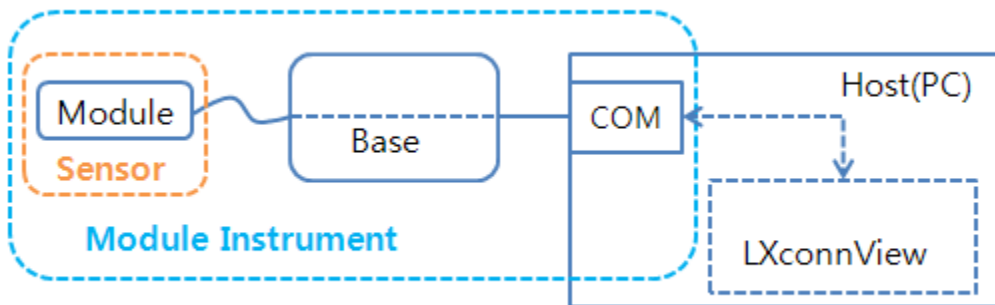 Host(PC)
Module
COM
Base
Sensor
Module Instrument
LXconnView